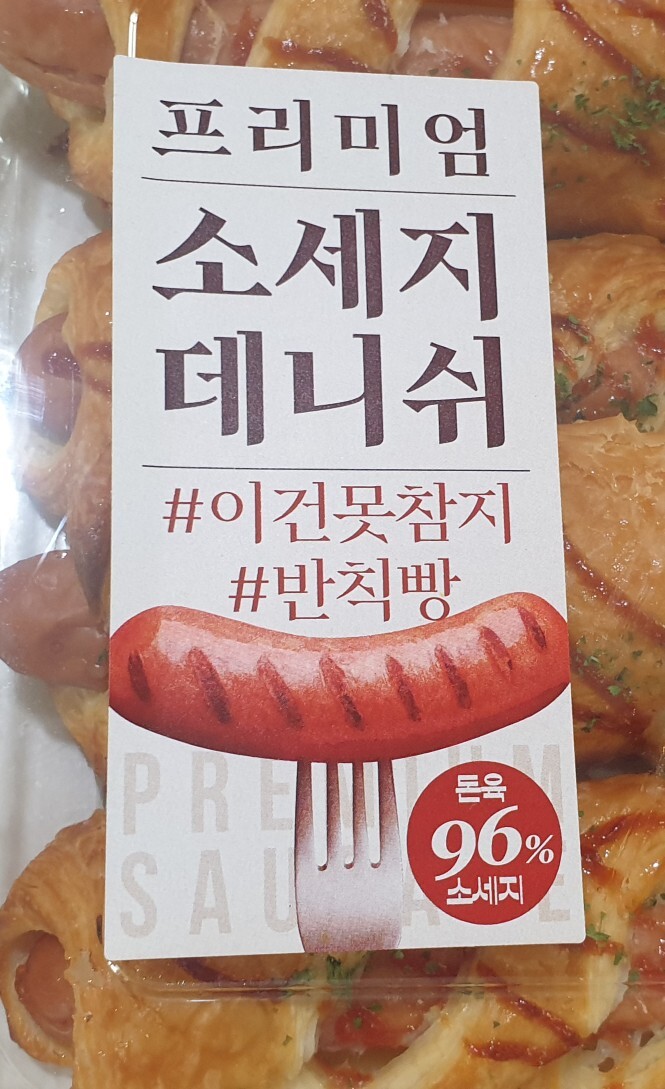 프리미엄
소세지
데니쉬
#이건못참지
#반칙빵
PREMIUM
SAUSAGE
돈육
96%
소세지